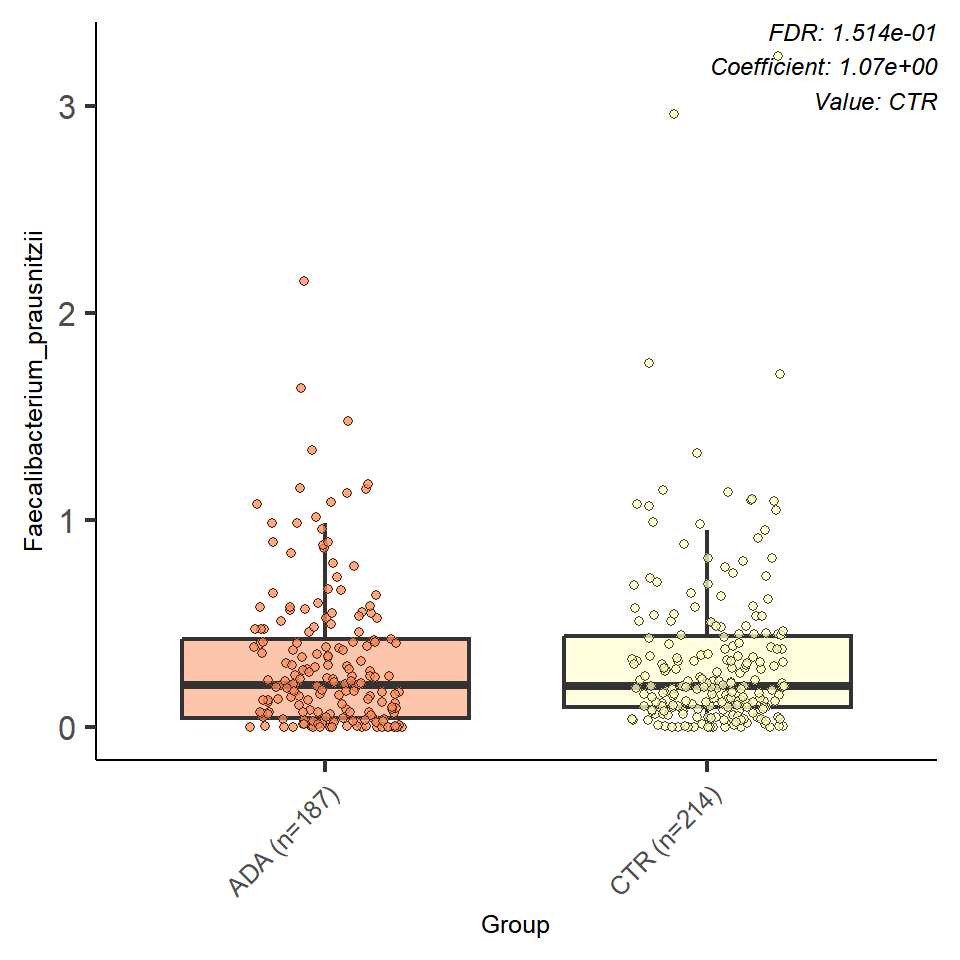 FDR: 1.514e-01
Coefficient: 1.07e+00
Value: CTR
Faecalibacterium_prausnitzii
3
2
1
0
ADA (n=187)
CTR (n=214)
Group